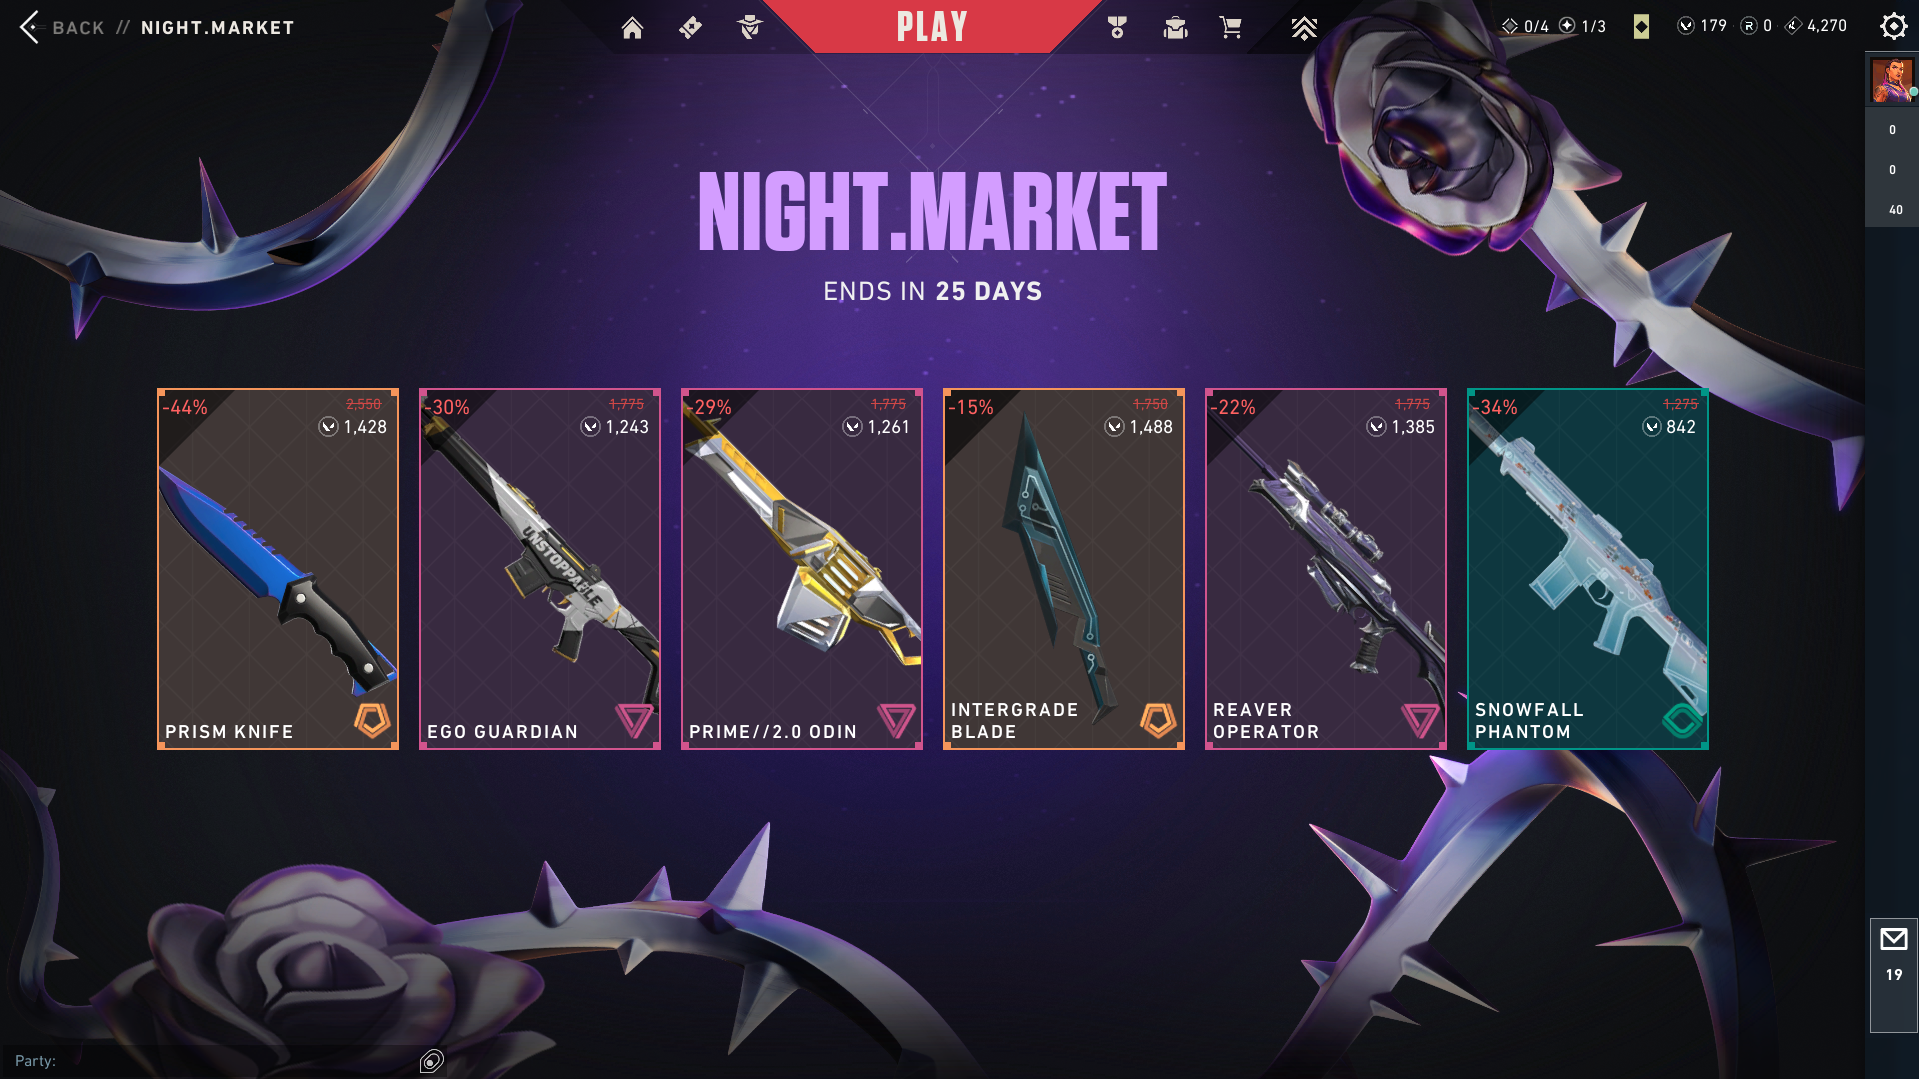 BACK // NIGHT.MARKET
PLAY
0/4 1/3 179 R 0 4,270
0
0
40
NIGHT.MARKET
ENDS IN 25 DAYS
-44% 2,550
1,428
PRISM KNIFE
-30% 1,775
1,243
UNSTOPPABLE
EGO GUARDIAN
-29% 1,775
1,261
PRIME//2.0 ODIN
-15% 1,750
1,488
INTERGRADE
BLADE
-22% 1,775
1,385
REAVER
OPERATOR
-34% 1,275
842
SNOWFALL
PHANTOM
19
Party: